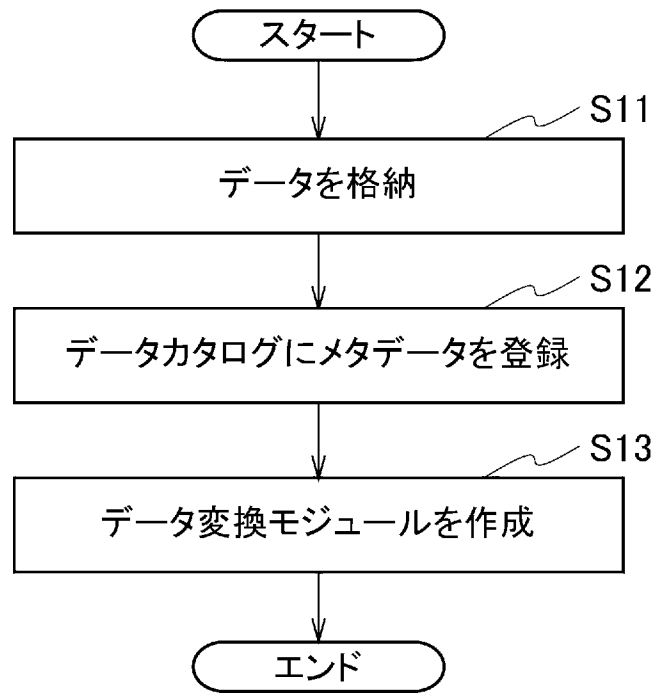 スタート
S11
データを格納
S12
データカタログにメタデータを登録
S13
データ変換モジュールを作成
エンド